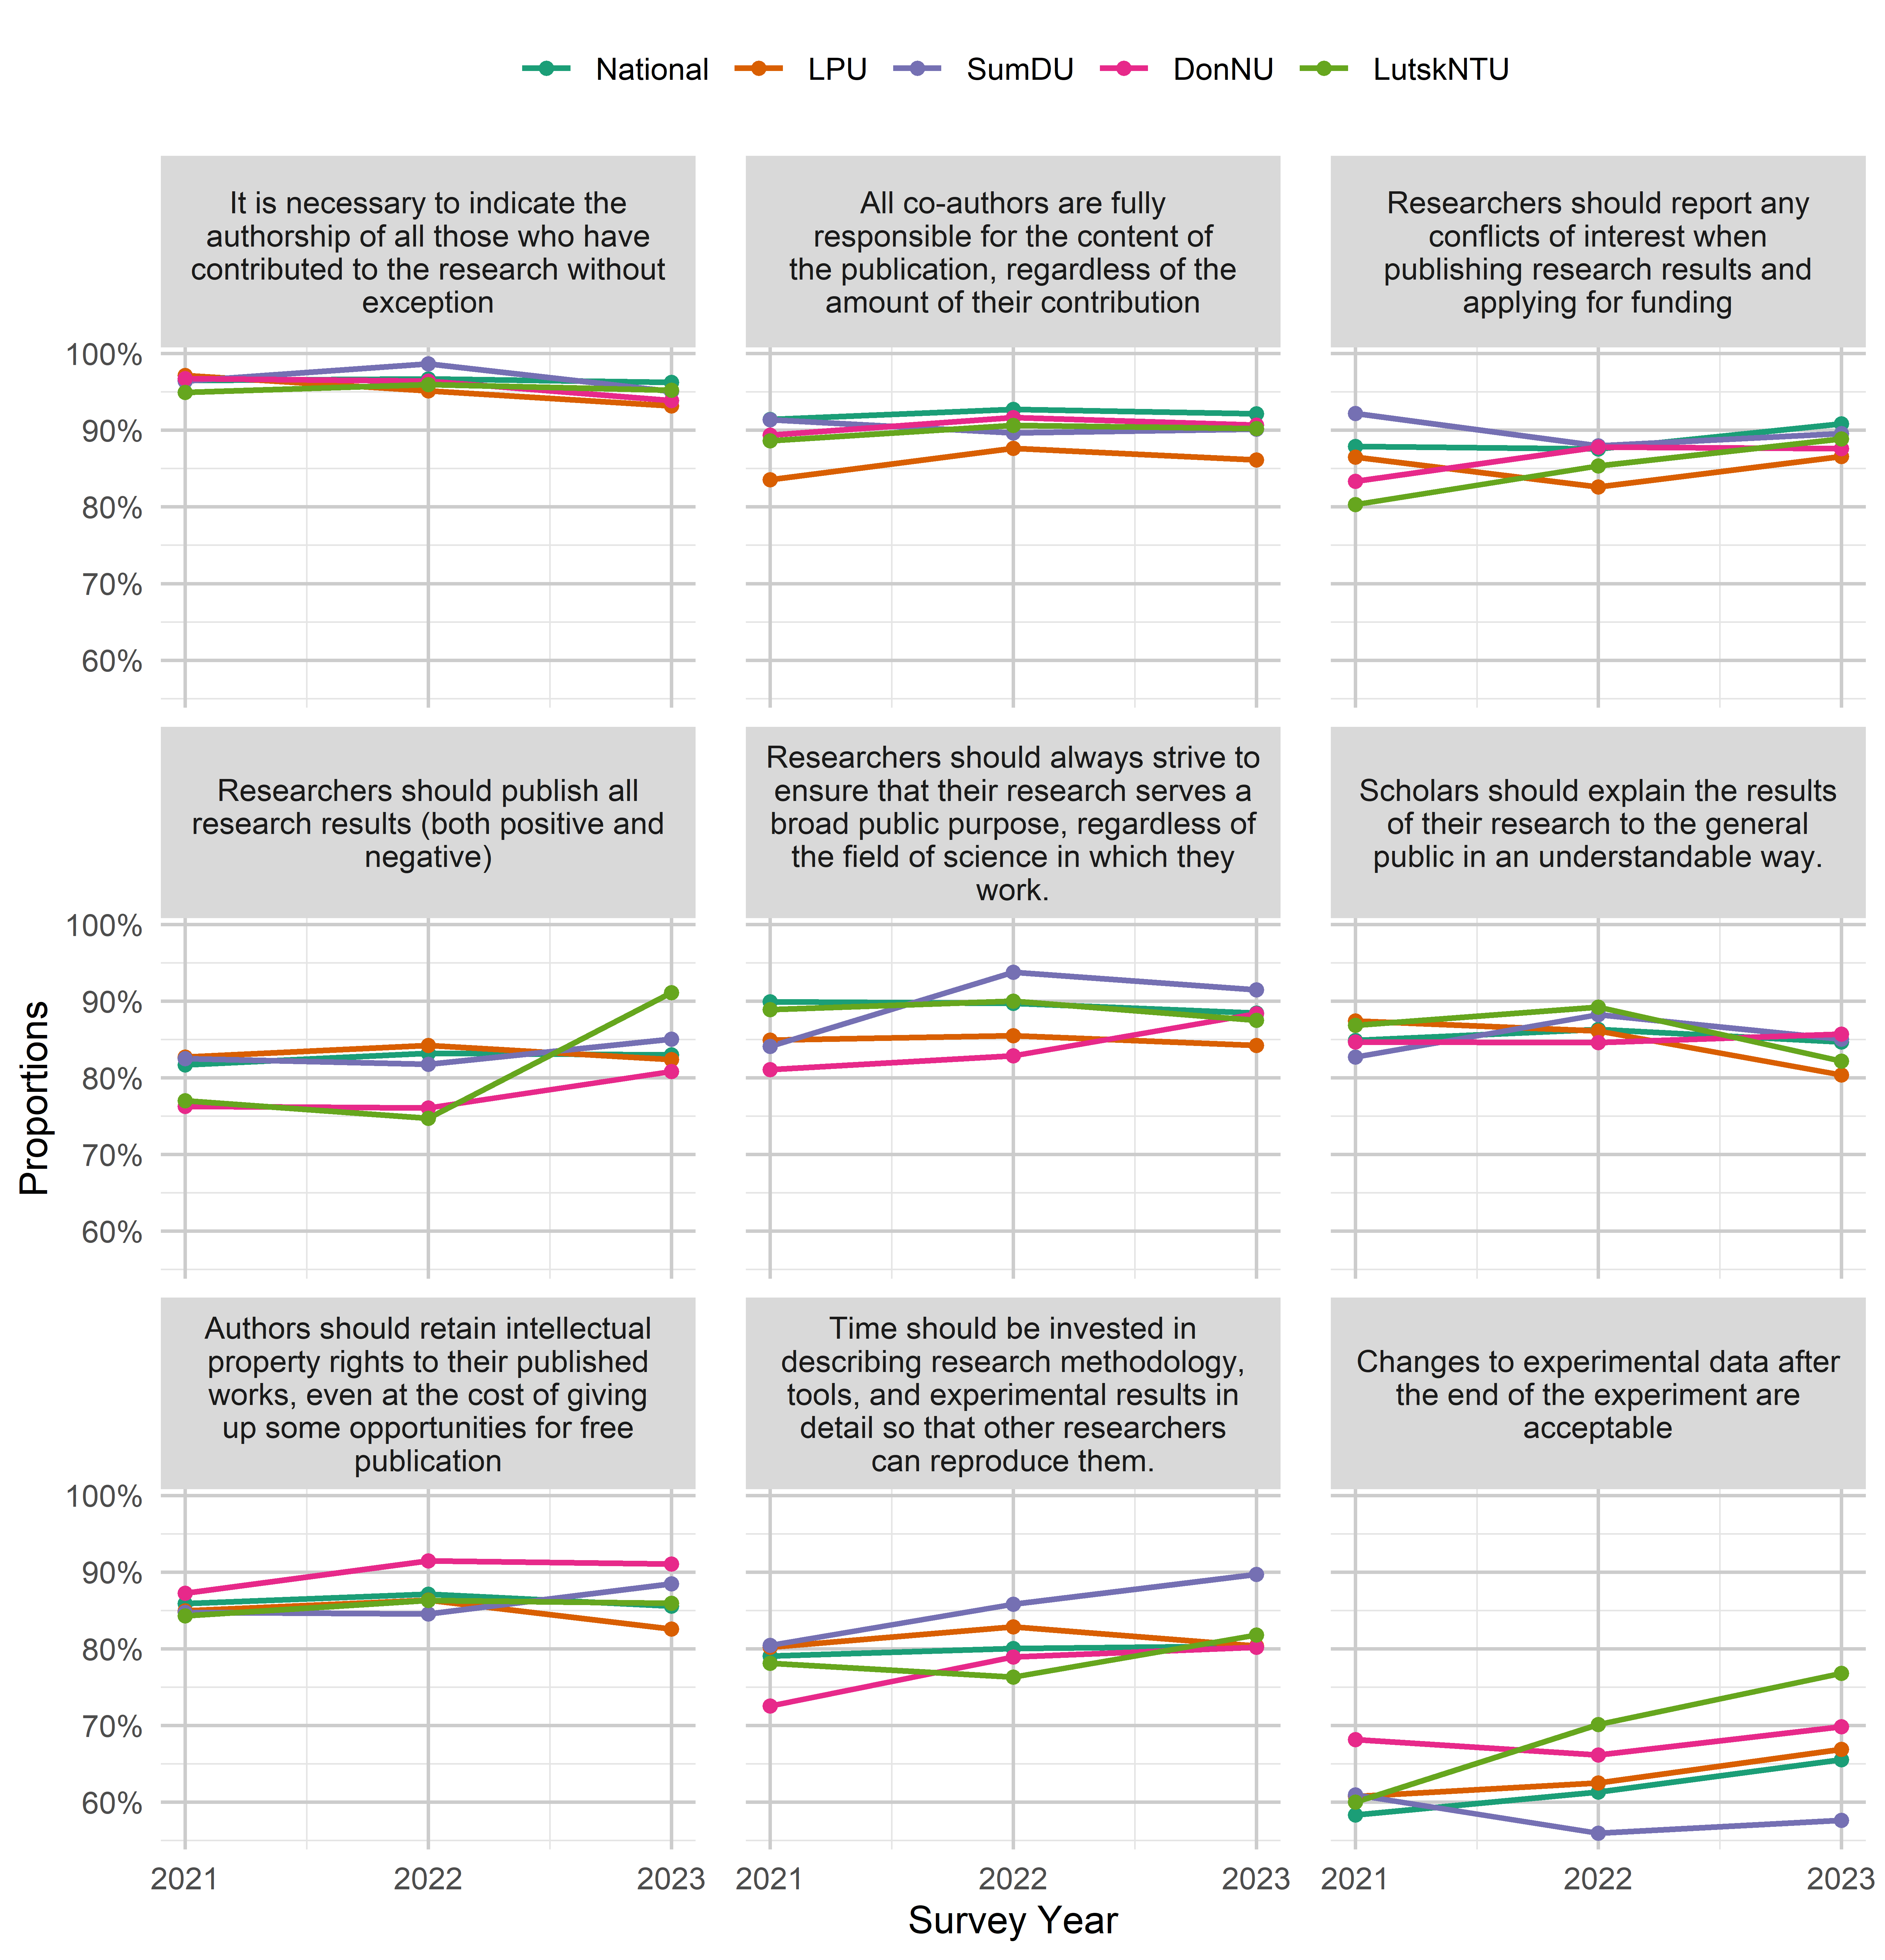 National LPU SumDU DonNU LutskNTU
It is necessary to indicate the
authorship of all those who have
contributed to the research without
exception
All co-authors are fully
responsible for the content of
the publication, regardless of the
amount of their contribution
Researchers should report any
conflicts of interest when
publishing research results and
applying for funding
100%
90%
80%
70%
60%
Researchers should publish all
research results (both positive and
negative)
Researchers should always strive to
ensure that their research serves a
broad public purpose, regardless of
the field of science in which they
work.
Scholars should explain the results
of their research to the general
public in an understandable way.
100%
90%
80%
70%
60%
Proportions
Authors should retain intellectual
property rights to their published
works, even at the cost of giving
up some opportunities for free
publication
Time should be invested in
describing research methodology,
tools, and experimental results in
detail so that other researchers
can reproduce them.
Changes to experimental data after
the end of the experiment are
acceptable
100%
90%
80%
70%
60%
2021 2022 2023 2021 2022 2023 2021 2022 2023
Survey Year